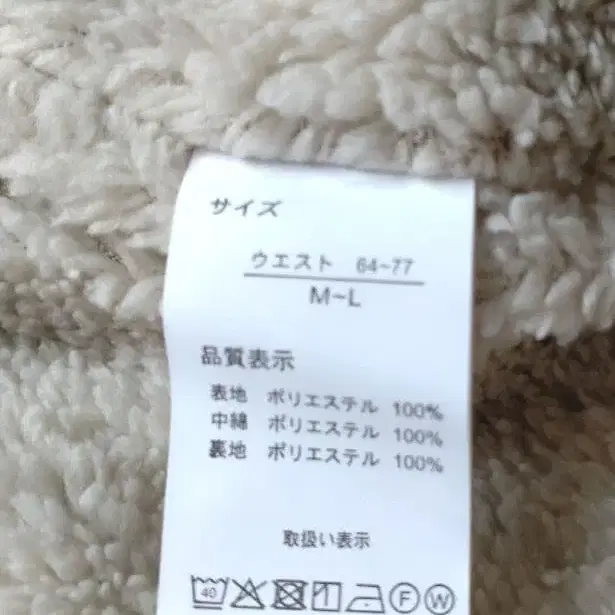 サイズ
ウエスト 64~77
M~L
品質表示
表地 ポリエステル 100%
中綿 ポリエステル 100%
裏地 ポリエステル 100%
取扱い表示
40 F W